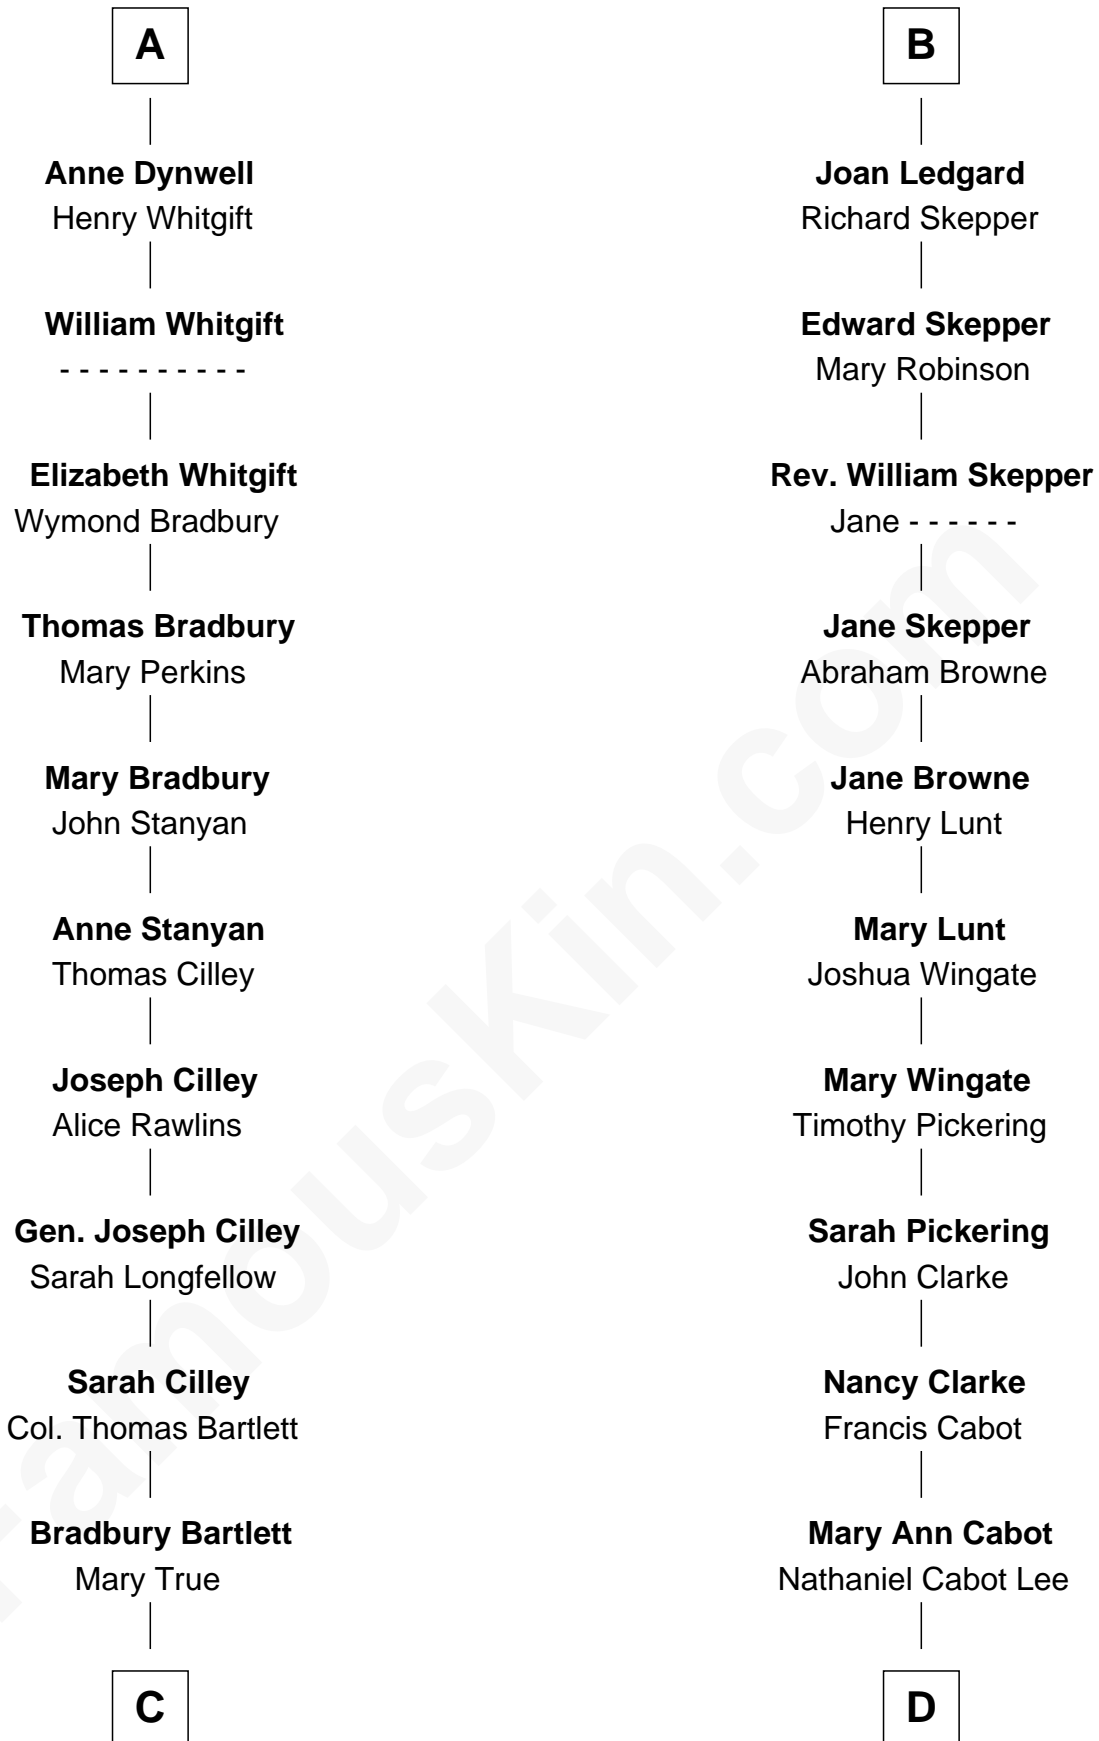 A
Anne Dynwell
Henry Whitgift
William Whitgift
- - - - - - - - - -
Elizabeth Whitgift
Wymond Bradbury
Thomas Bradbury
Mary Perkins
Mary Bradbury
John Stanyan
Anne Stanyan
Thomas Cilley
Joseph Cilley
Alice Rawlins
Gen. Joseph Cilley
Sarah Longfellow
Sarah Cilley
Col. Thomas Bartlett
Bradbury Bartlett
Mary True
C
B
Joan Ledgard
Richard Skepper
Edward Skepper
Mary Robinson
Rev. William Skepper
Jane - - - - - -
Jane Skepper
Abraham Browne
Jane Browne
Henry Lunt
Mary Lunt
Joshua Wingate
Mary Wingate
Timothy Pickering
Sarah Pickering
John Clarke
Nancy Clarke
Francis Cabot
Mary Ann Cabot
Nathaniel Cabot Lee
D
FamousKin.com